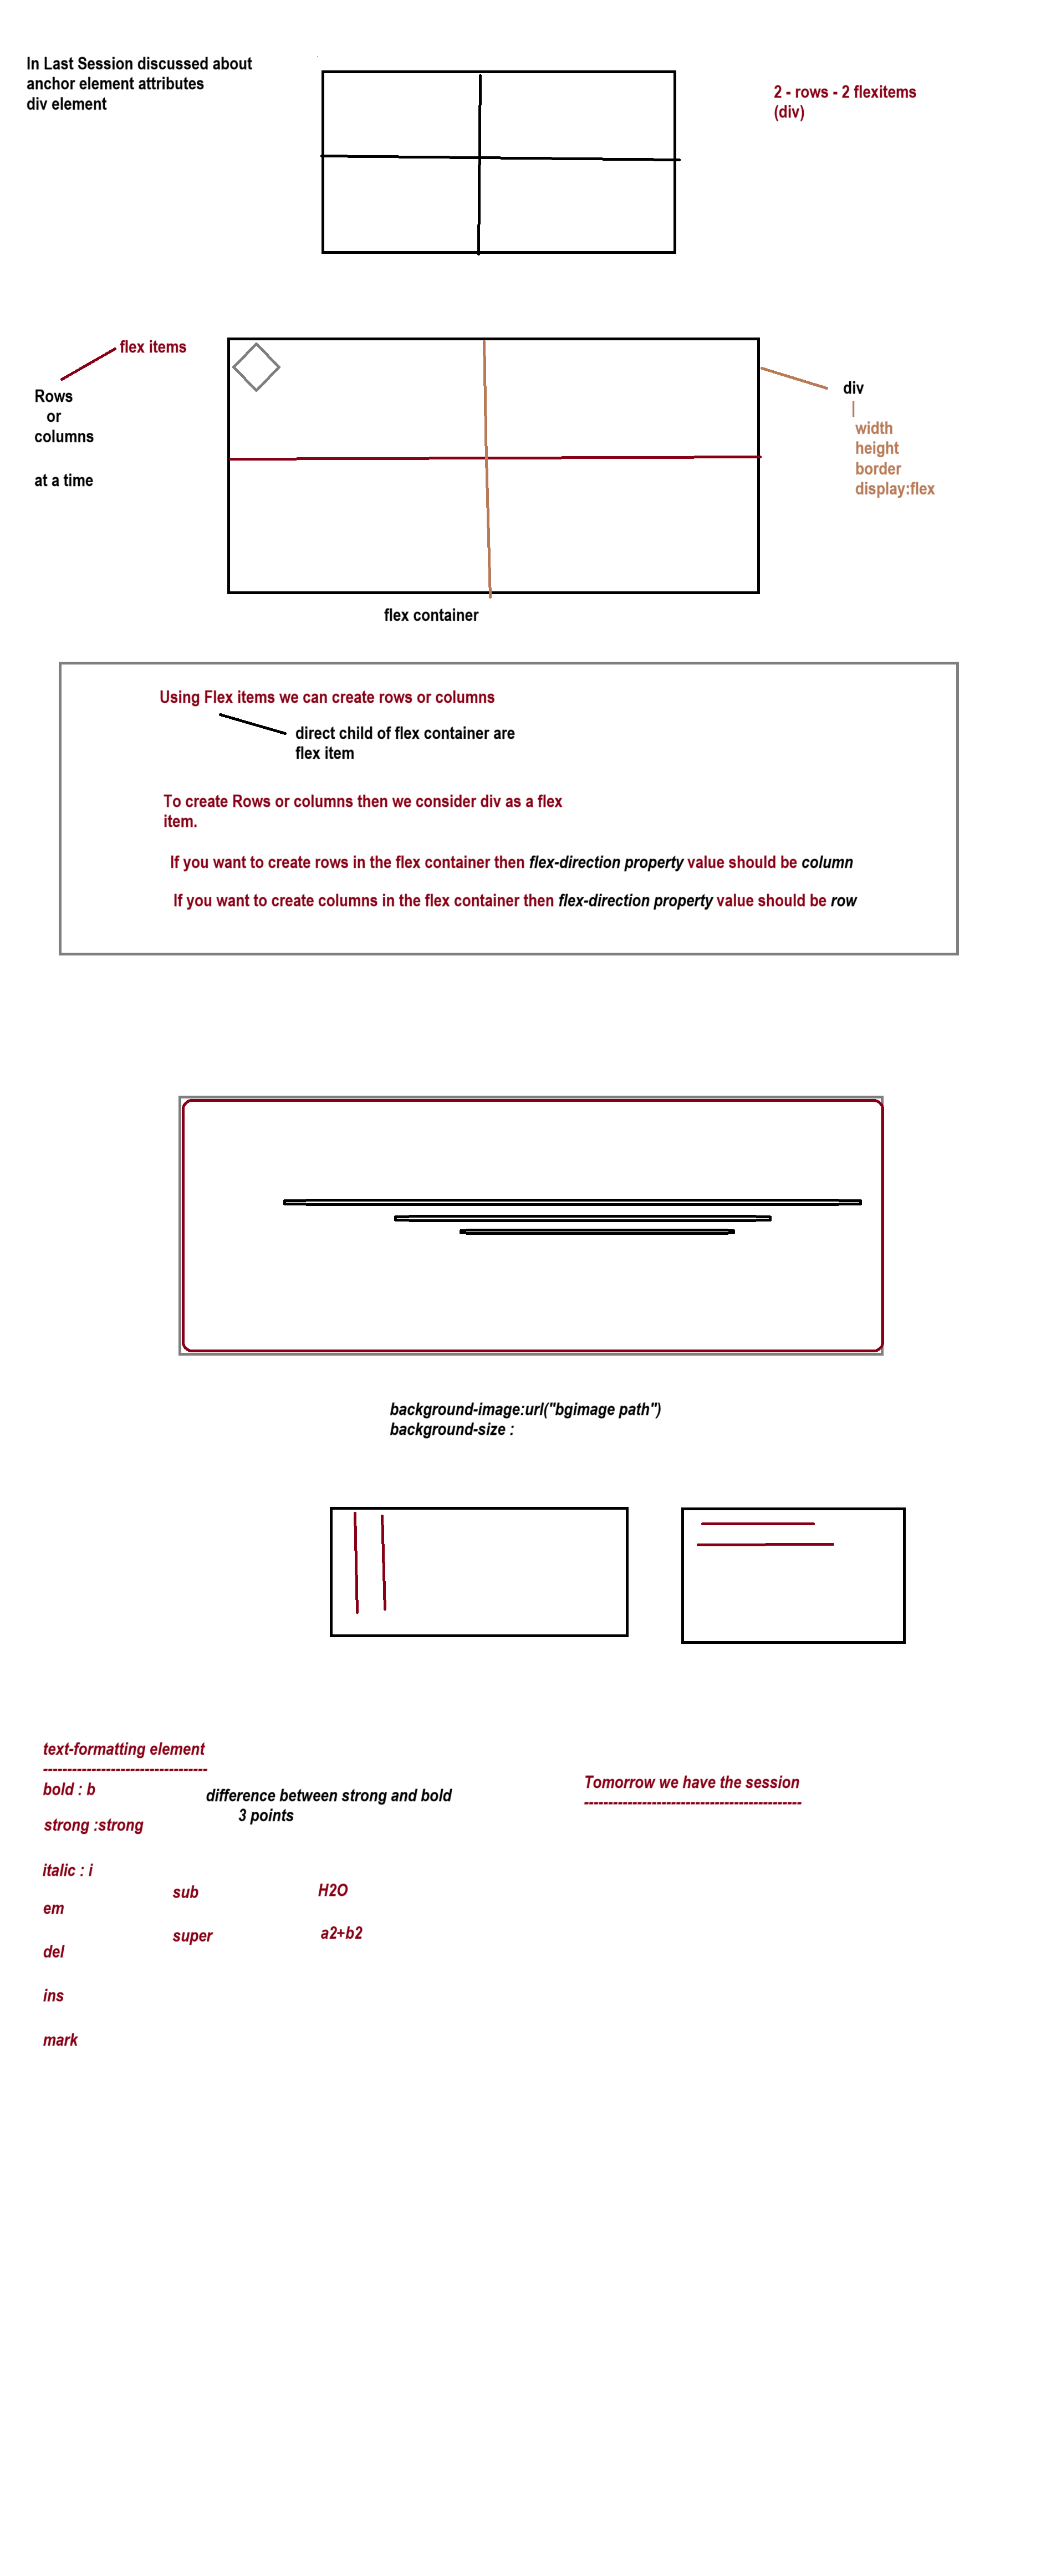 In Last Session discussed about
anchor element attributes
div element
2 - rows - 2 flexitems
(div)
flex items
Rows
or
columns
at a time
div
width
height
border
display:flex
flex container
Using Flex items we can create rows or columns
direct child of flex container are
flex item
To create Rows or columns then we consider div as a flex
item.
If you want to create rows in the flex container then flex-direction property value should be column
If you want to create columns in the flex container then flex-direction property value should be row
background-image:url("bgimage path")
background-size :
text-formatting element
----------------------------------
bold : b
difference between strong and bold
3 points
strong :strong
Tomorrow we have the session
---------------------------------------------
italic : i
sub
H2O
em
super
a2+b2
del
ins
mark